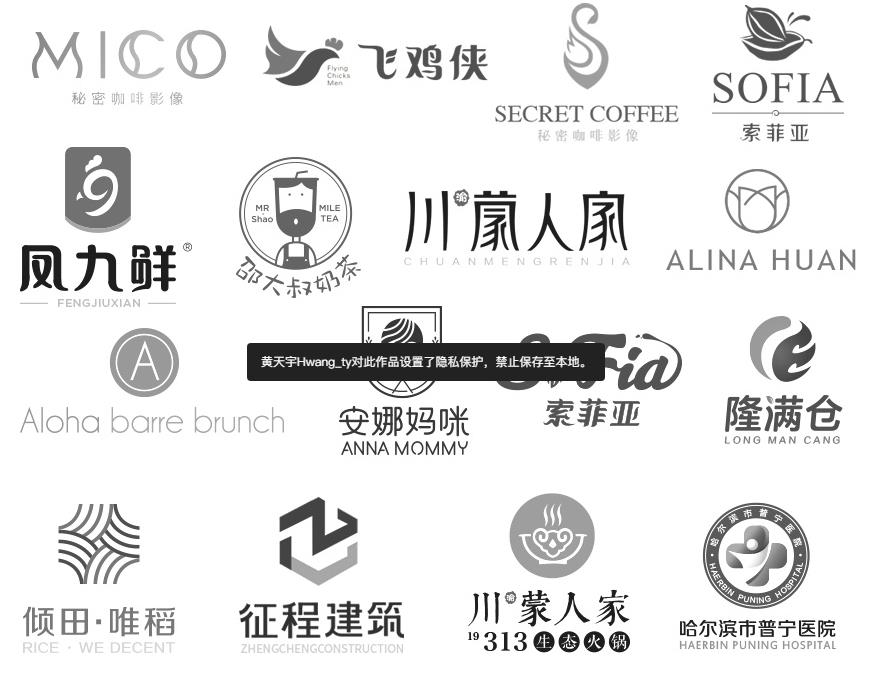 MICO
秘密咖啡影像
Flying
Chicks
Men
飞鸡侠
SECRET COFFEE
秘密咖啡影像
SOFIA
索菲亚
凤九鲜®
FENGJIUXIAN
MR
Shao
MILE
TEA
邵大叔奶茶
川渝蒙人家
CHUANMENGRENJIA
ALINA HUAN
A
Aloha barre brunch
黄天宇Hwang_ty对此作品设置了隐私保护，禁止保存至本地。
安娜妈咪
ANNA MOMMY
SoFia
索菲亚
隆满仓
LONG MAN CANG
倾田·唯稻
RICE · WE DECENT
征程建筑
ZHENGCHENGCONSTRUCTION
川渝蒙人家
19 313 生态火锅
哈尔滨市普宁医院
HAERBIN PUNING HOSPITAL
哈尔滨市普宁医院
HAERBIN PUNING HOSPITAL